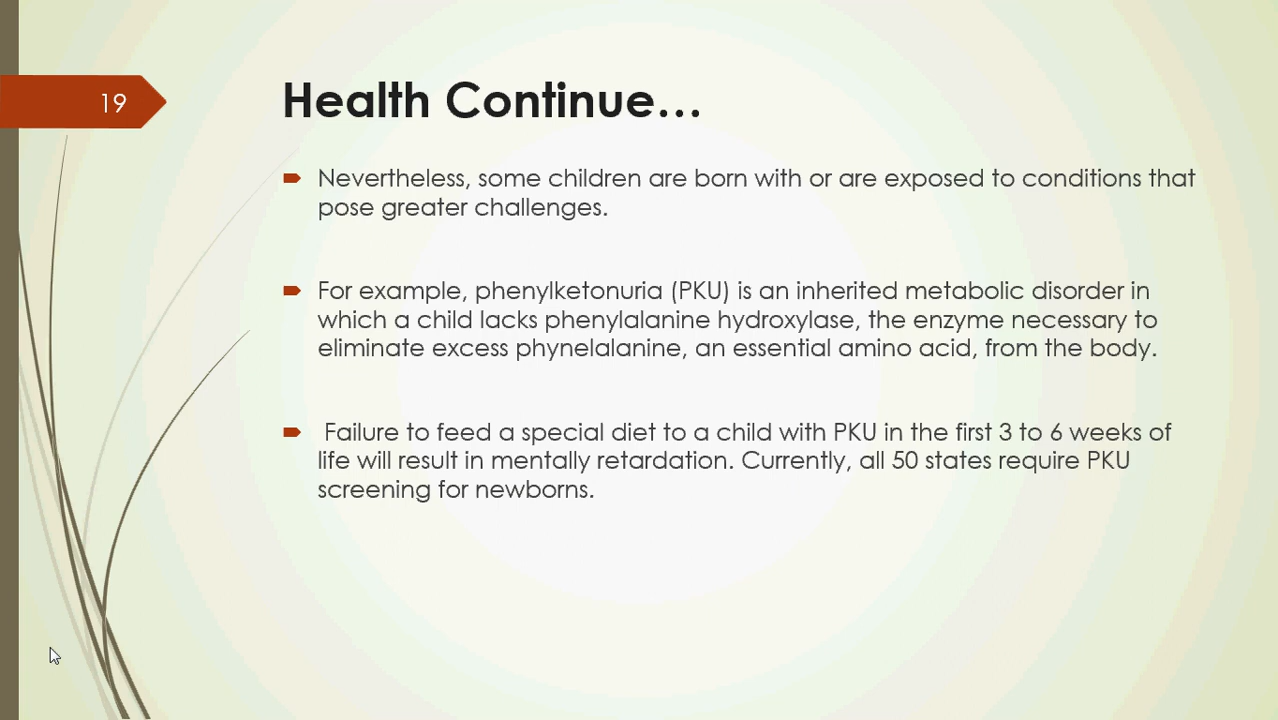 19
Health Continue…
Nevertheless, some children are born with or are exposed to conditions that
pose greater challenges.
For example, phenylketonuria (PKU) is an inherited metabolic disorder in
which a child lacks phenylalanine hydroxylase, the enzyme necessary to
eliminate excess phynelalanine, an essential amino acid, from the body.
Failure to feed a special diet to a child with PKU in the first 3 to 6 weeks of
life will result in mentally retardation. Currently, all 50 states require PKU
screening for newborns.